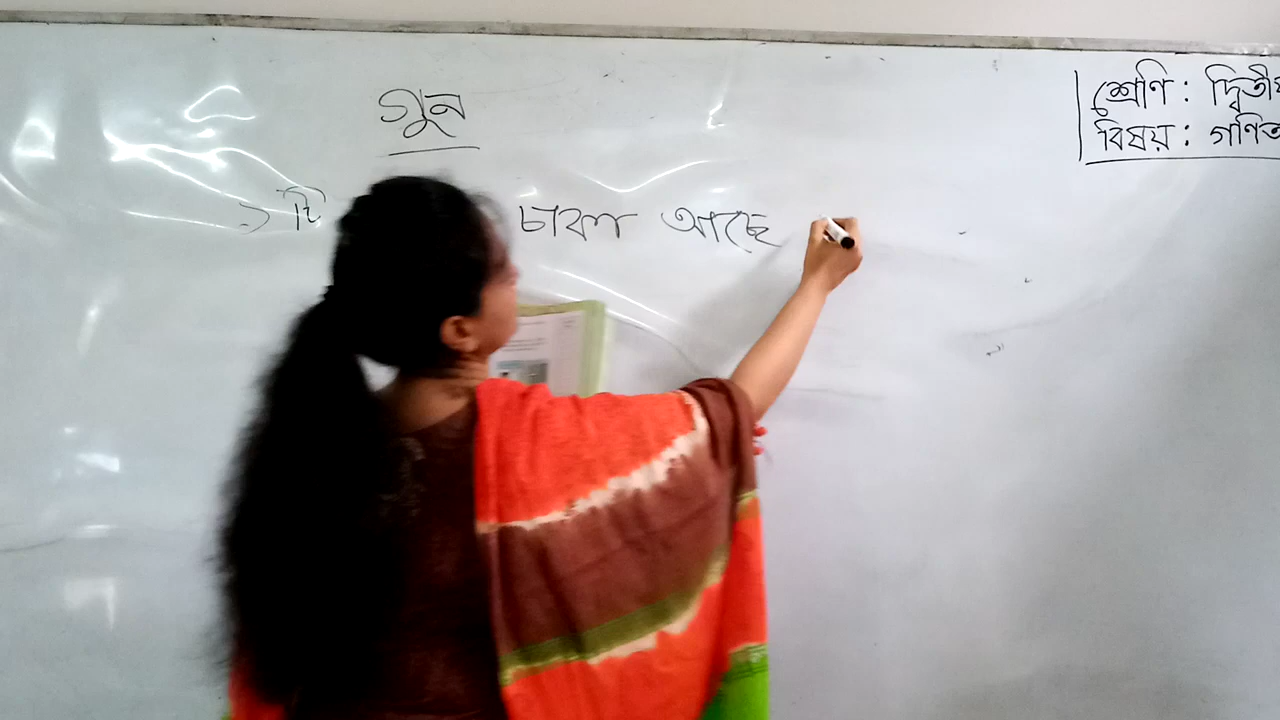 গুন
শ্রেণি : দ্বিতীয়
বিষয় : গণিত
টি চাকা আছে